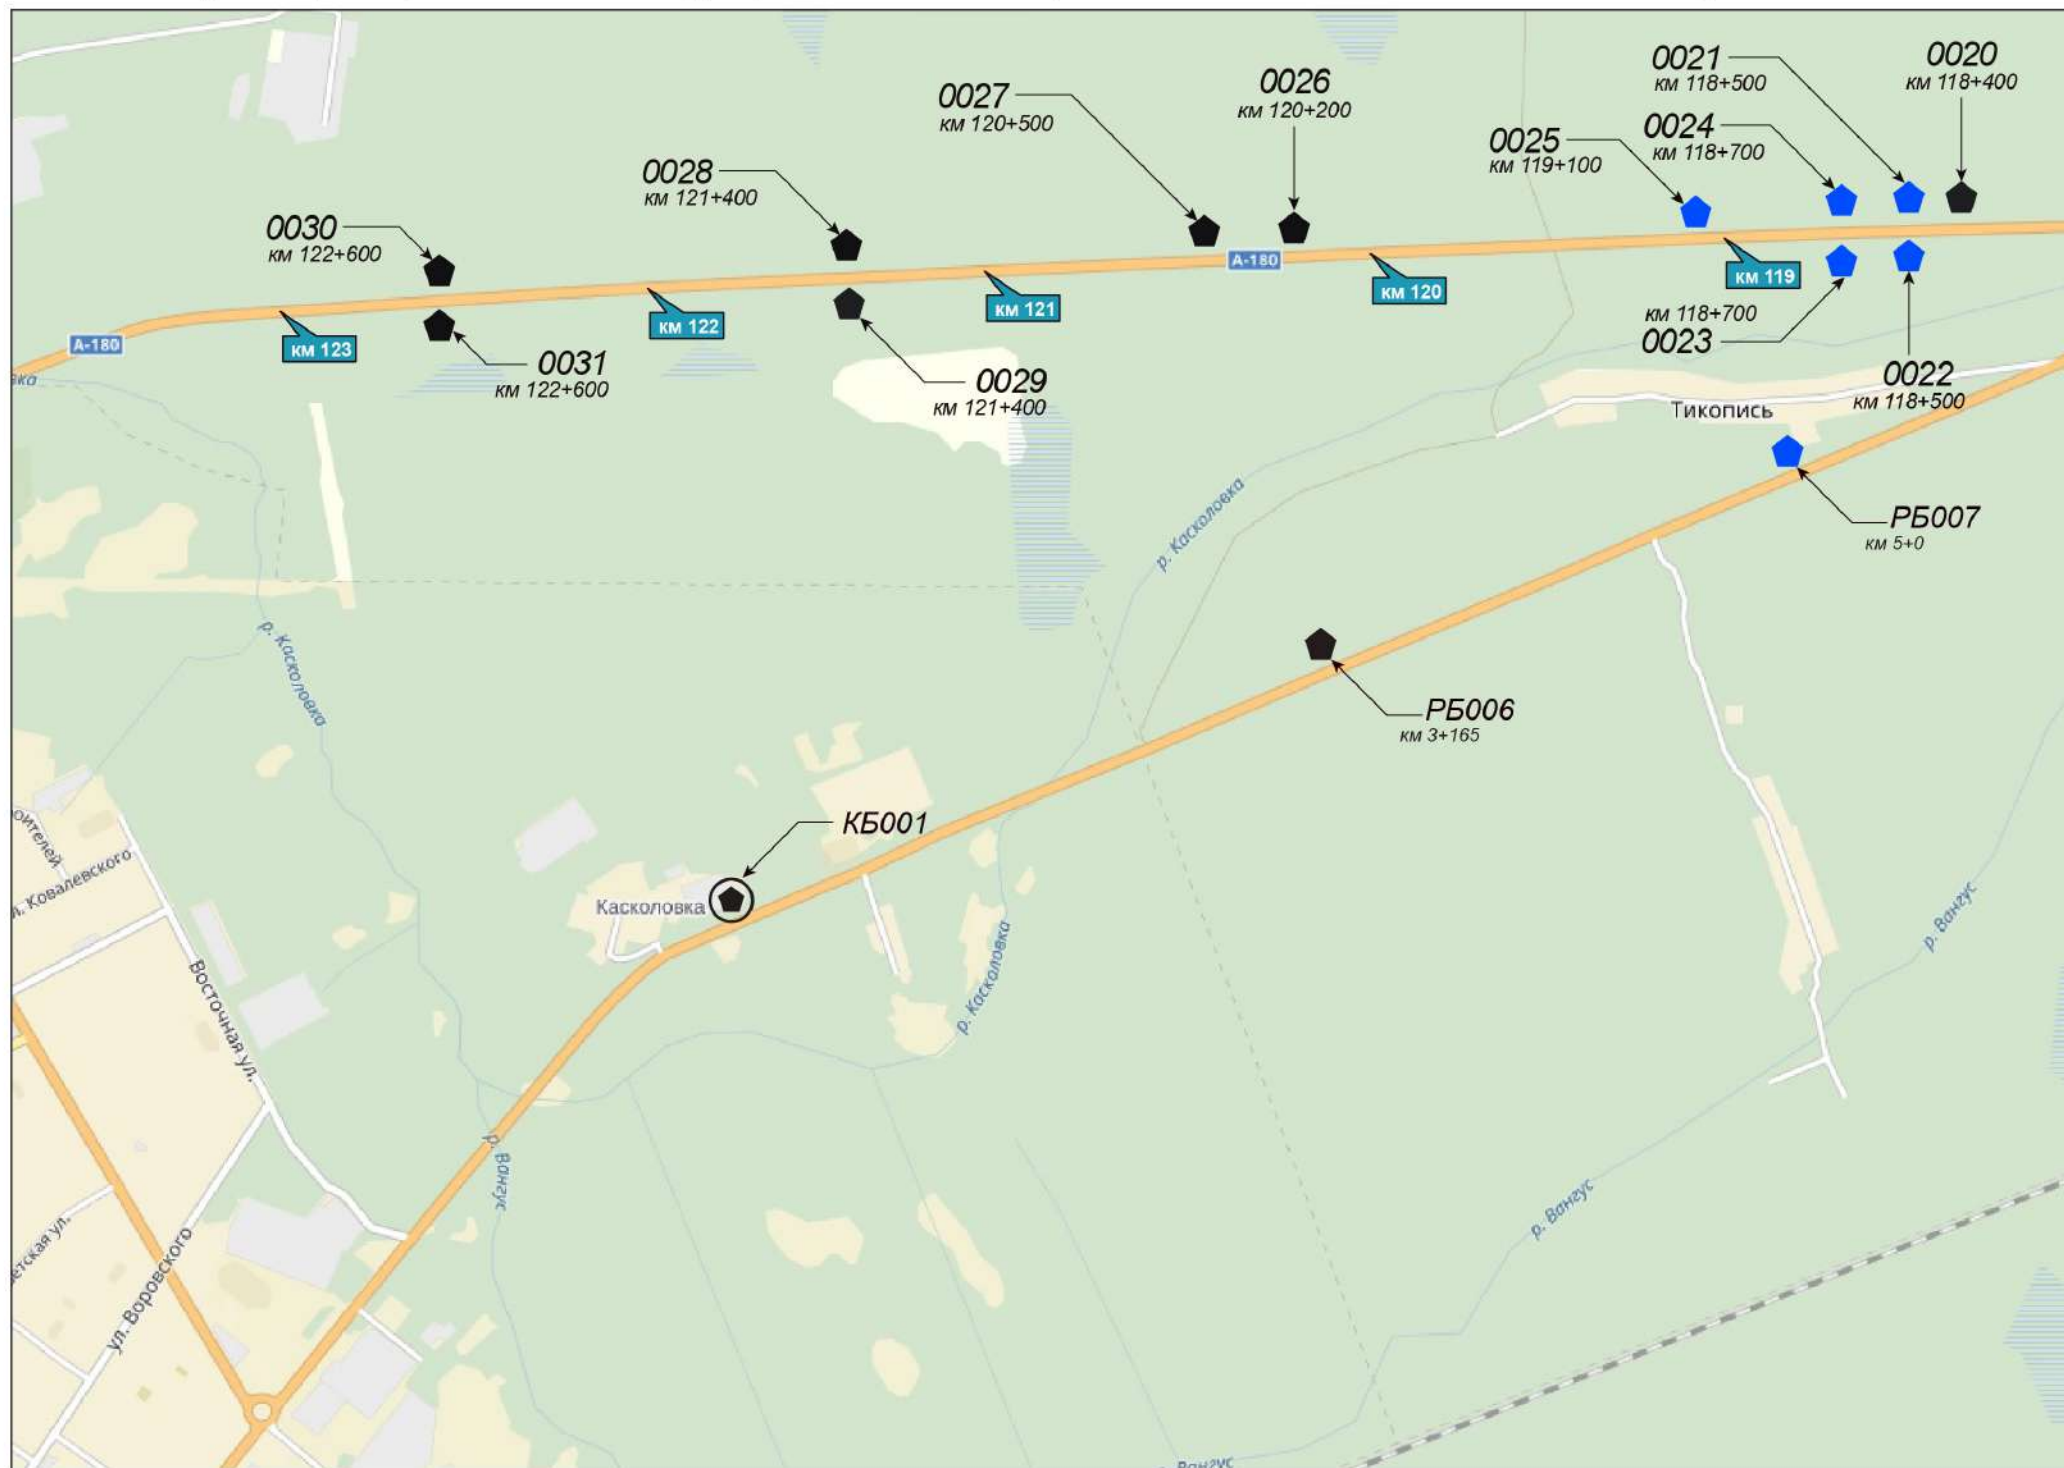 0020
км 118+400
0021
км 118+500
0026
км 120+200
0027
км 120+500
0024
км 118+700
0025
км 119+100
0028
км 121+400
0030
км 122+600
А-180
км 119
км 120
км 121
км 122
км 123
А-180
км 118+700
0023
0031
км 122+600
0029
км 121+400
0022
км 118+500
Тикопись
р. Касколовка
РБ007
км 5+0
р. Касколовка
РБ006
км 3+165
КБ001
Касколовка
р. Касколовка
р. Вангус
Восточная ул.
р. Вангус
р. Вангус
ул. Воровского
Вангус